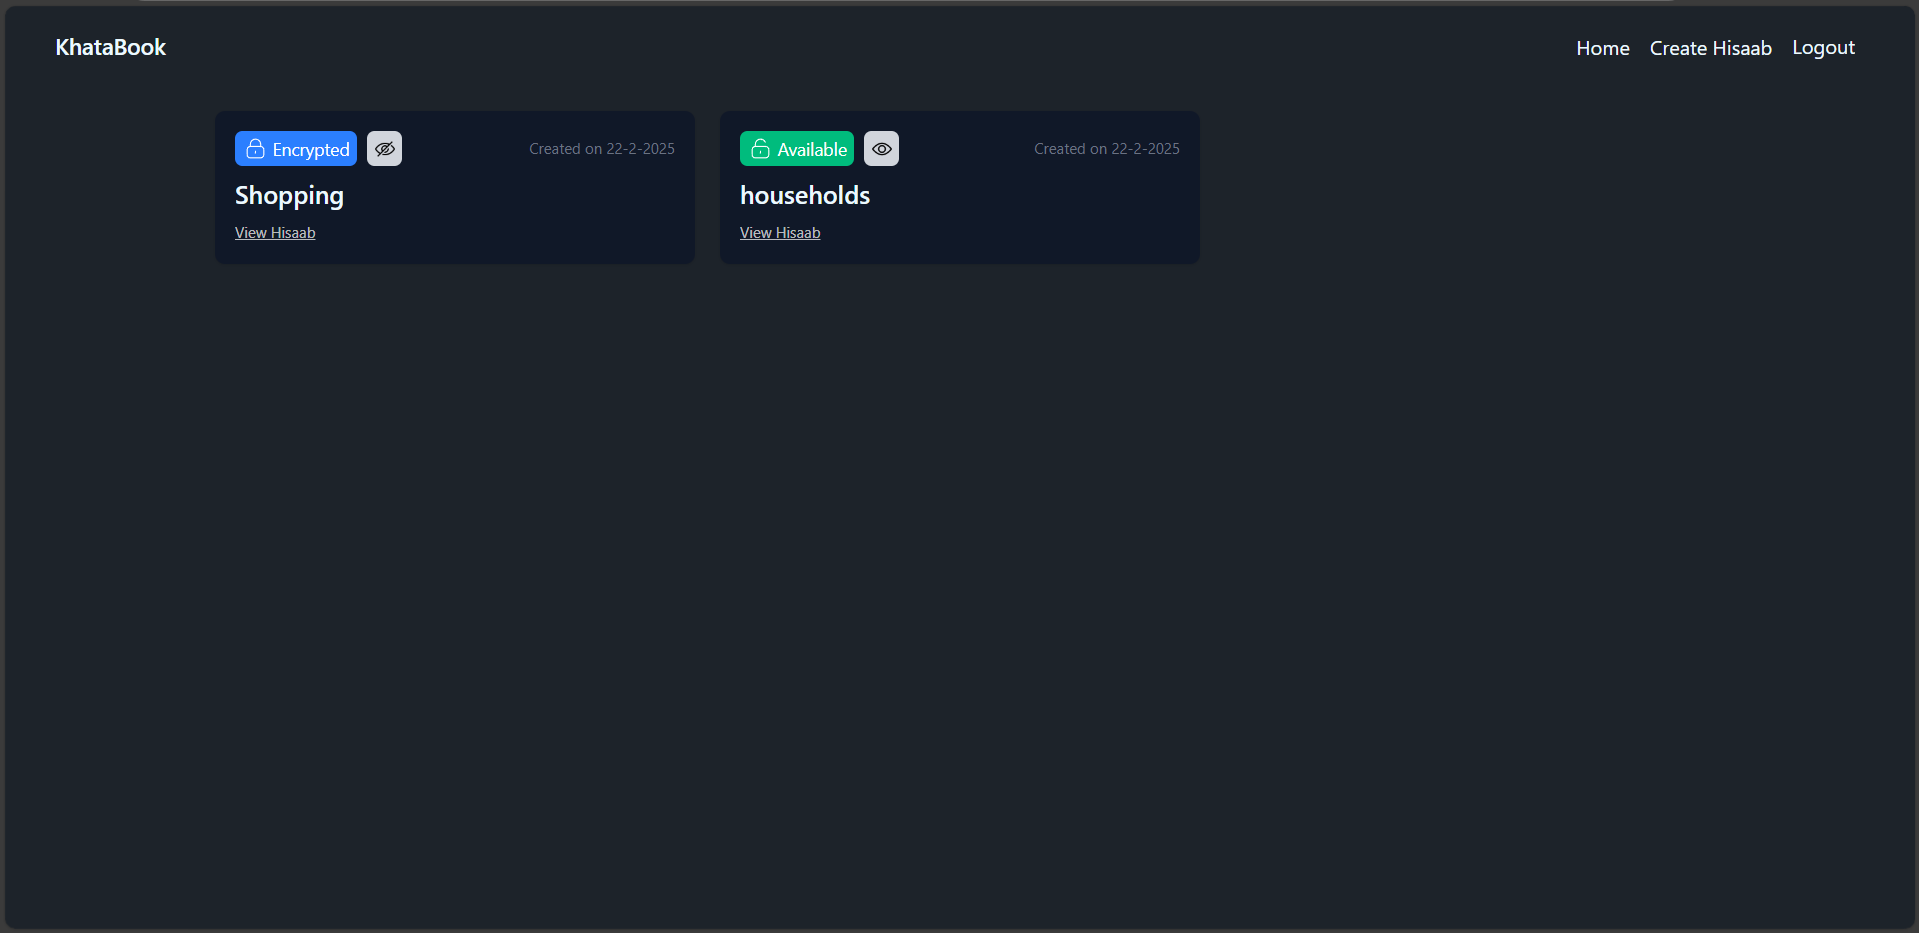 KhataBook
Home Create Hisaab Logout
Encrypted Created on 22-2-2025
Shopping
View Hisaab
Available Created on 22-2-2025
households
View Hisaab